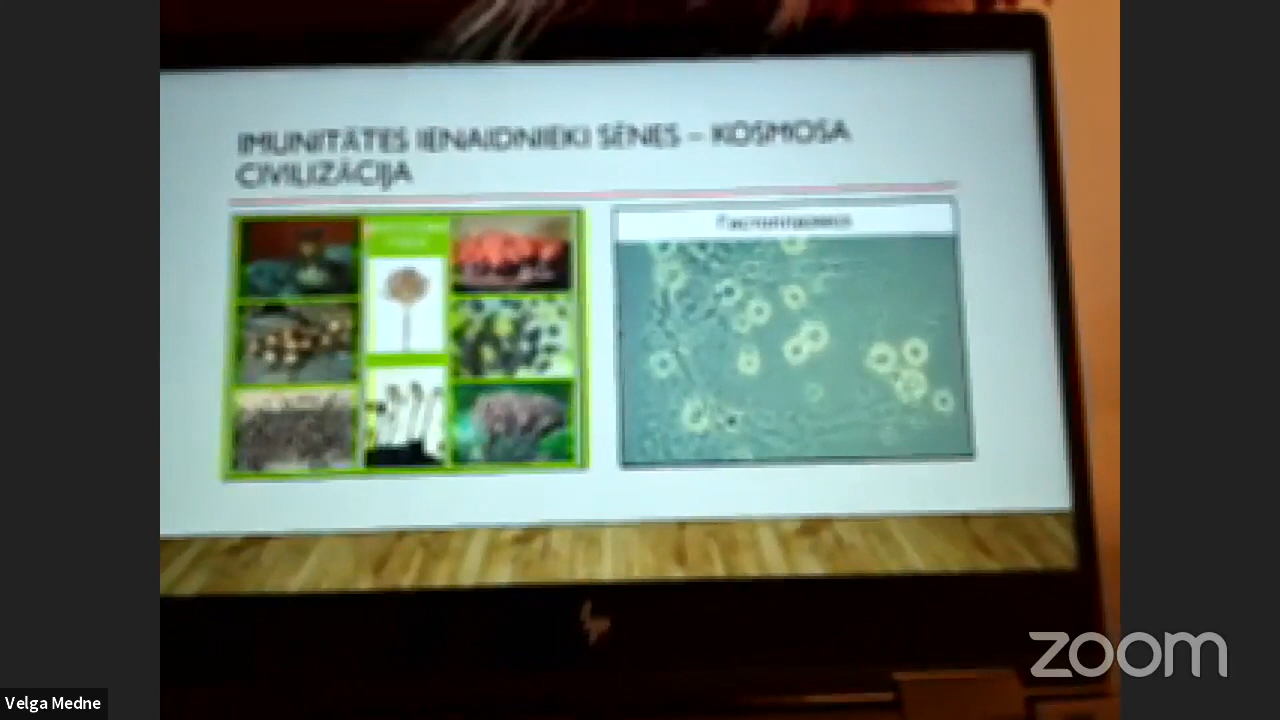 IMUNITĀTES IENAIDNIEKI SĒNES – KOSMOSA
CIVILIZĀCIJA
zoom
Velga Medne